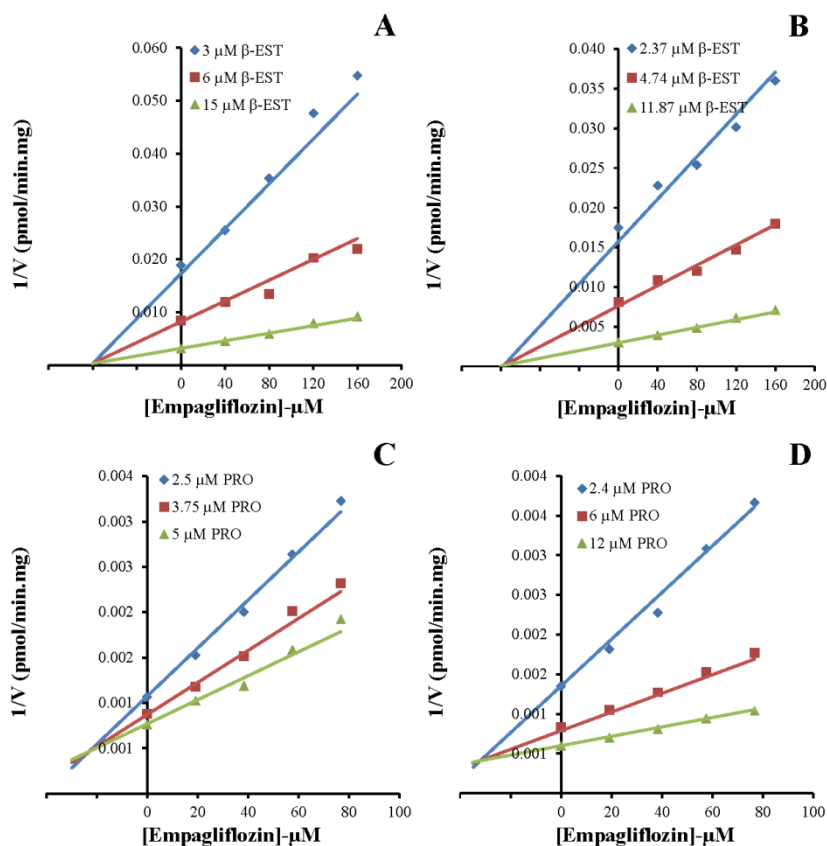 A
3 µM β-EST
6 µM β-EST
15 µM β-EST
1/V (pmol/min.mg)
0.060
0.050
0.040
0.030
0.020
0.010
0 40 80 120 160 200
[Empagliflozin]-µM
B
2.37 µM β-EST
4.74 µM β-EST
11.87 µM β-EST
1/V (pmol/min.mg)
0.040
0.035
0.030
0.025
0.020
0.015
0.010
0.005
0 40 80 120 160 200
[Empagliflozin]-µM
C
2.5 µM PRO
3.75 µM PRO
5 µM PRO
1/V (pmol/min.mg)
0.004
0.003
0.003
0.002
0.002
0.001
0.001
0 20 40 60 80 100
[Empagliflozin]-µM
D
2.4 µM PRO
6 µM PRO
12 µM PRO
1/V (pmol/min.mg)
0.004
0.004
0.003
0.003
0.002
0.002
0.001
0.001
0 20 40 60 80 100
[Empagliflozin]-µM